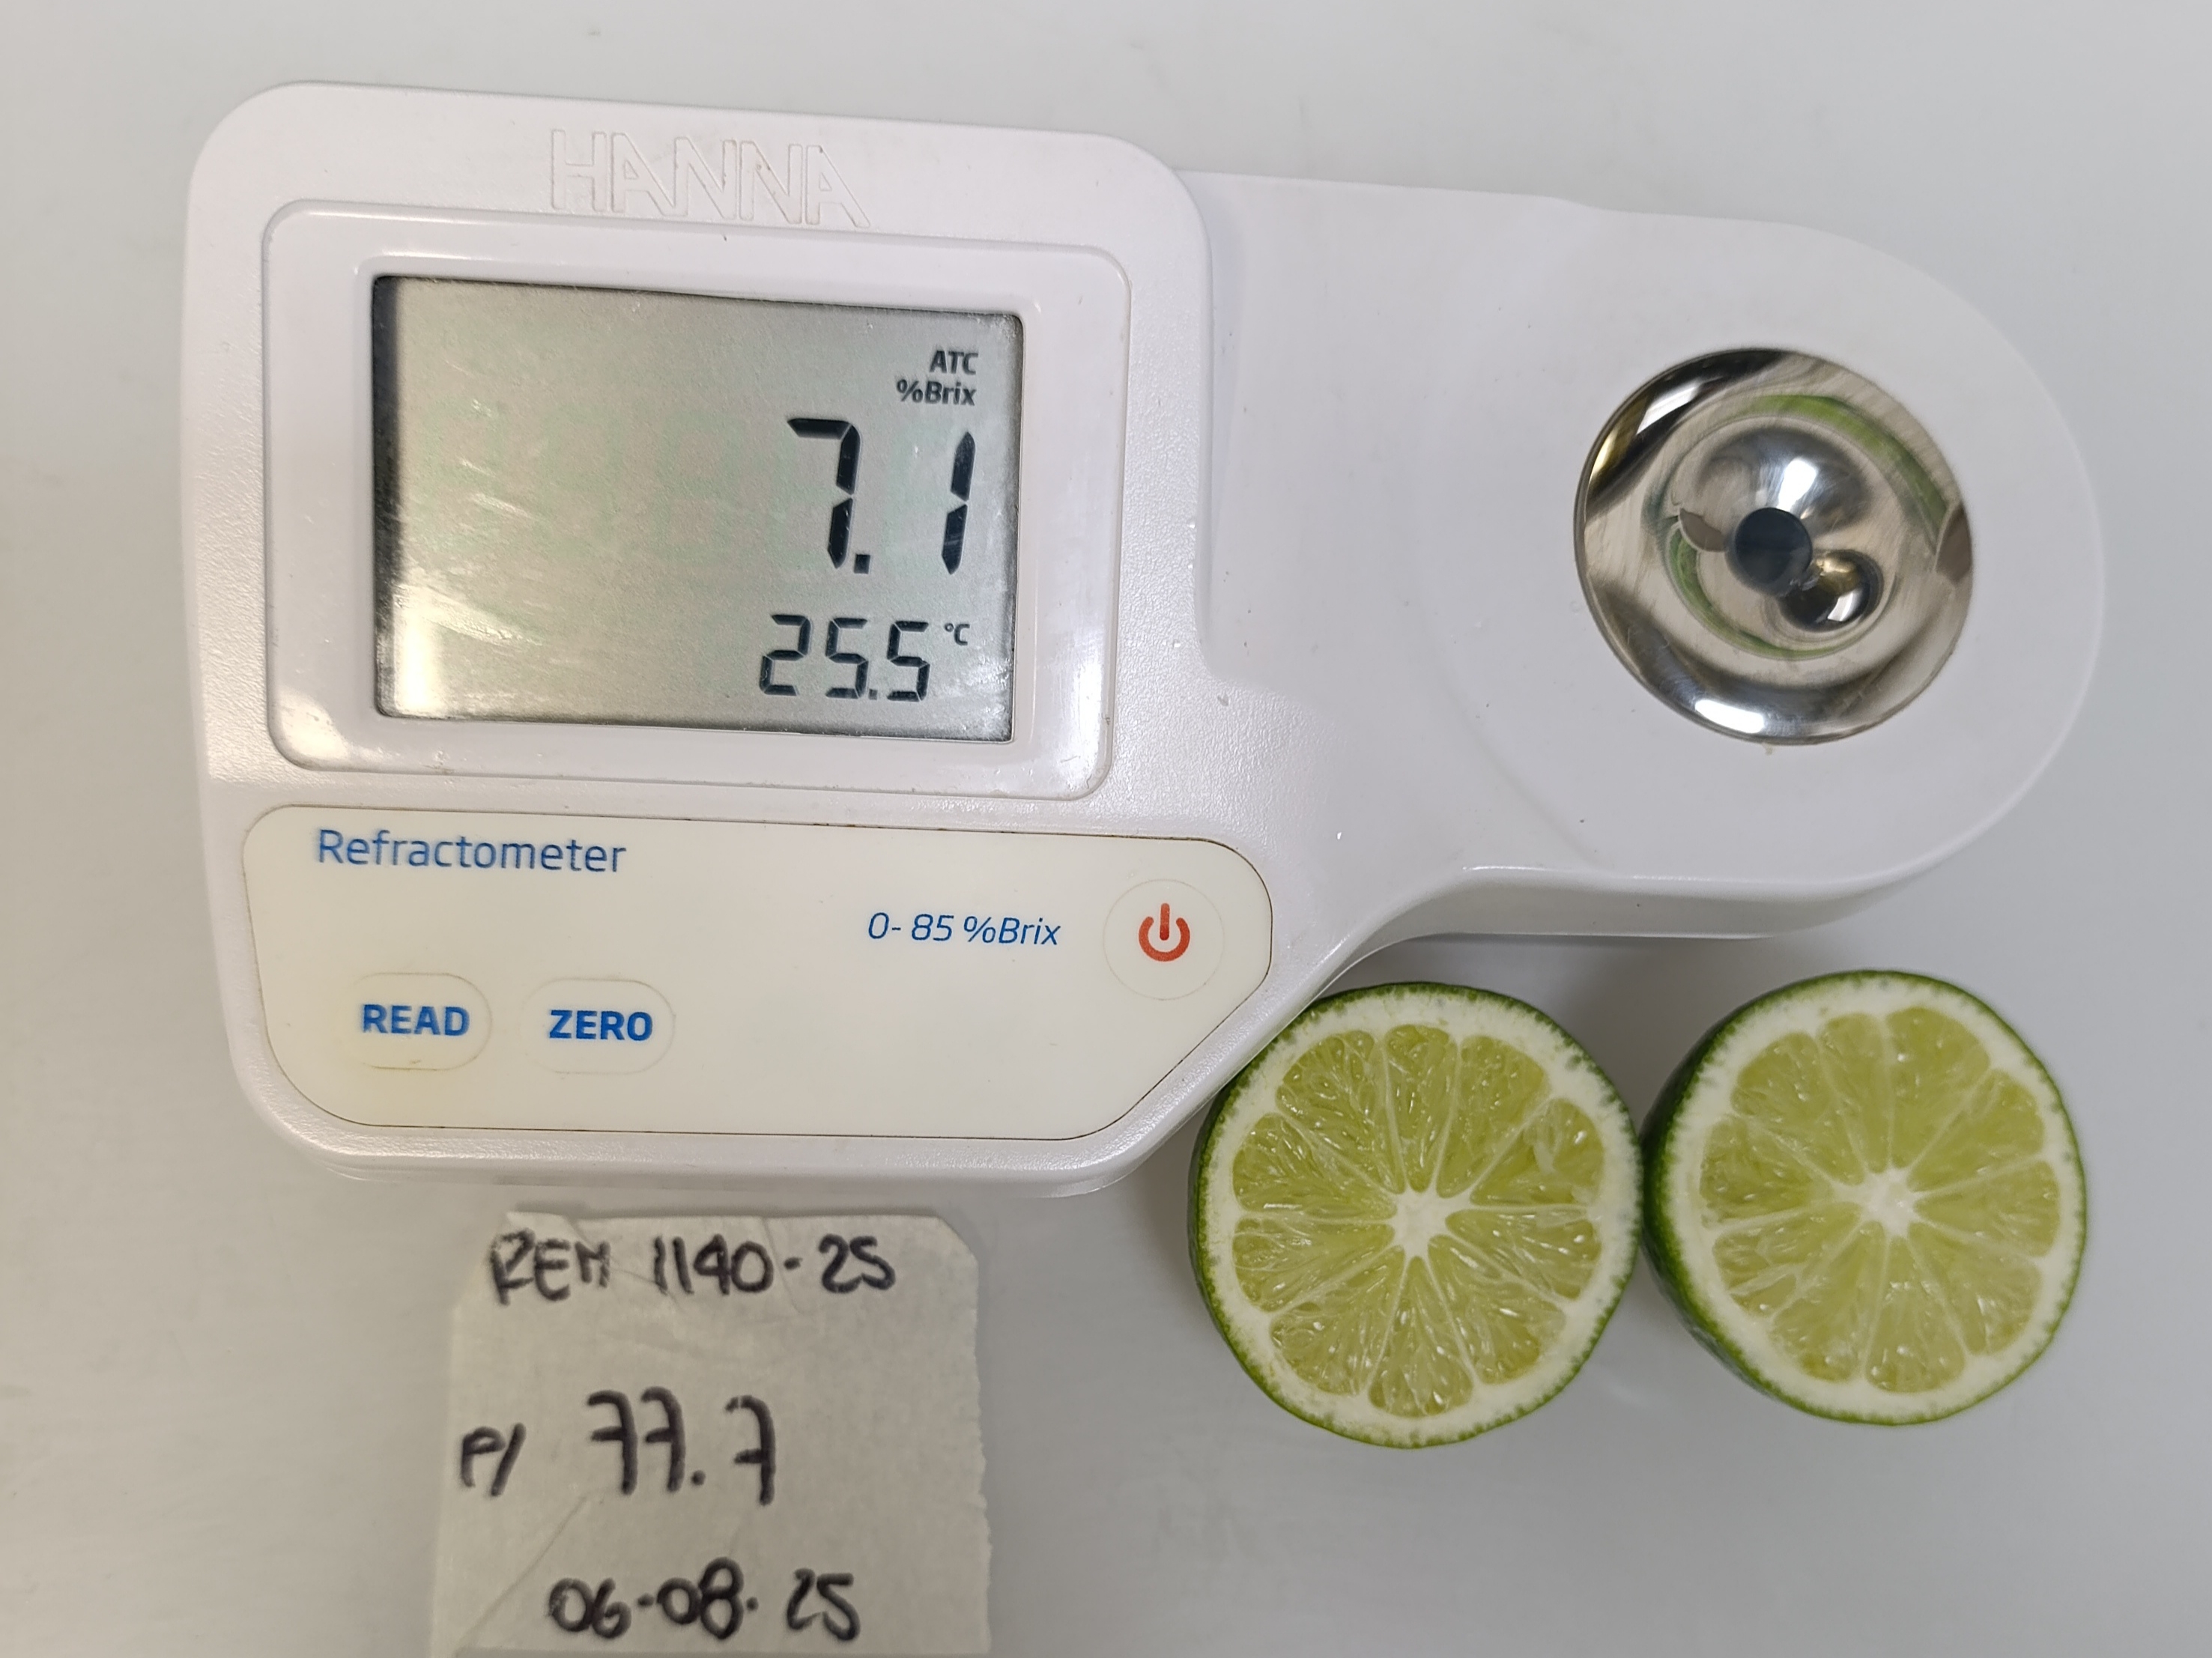 HANNA
ATC
%Brix
7.1
25.5 °C
Refractometer
0-85 %Brix
READ
ZERO
REM 1140-25
P/ 77.7
06-08-25